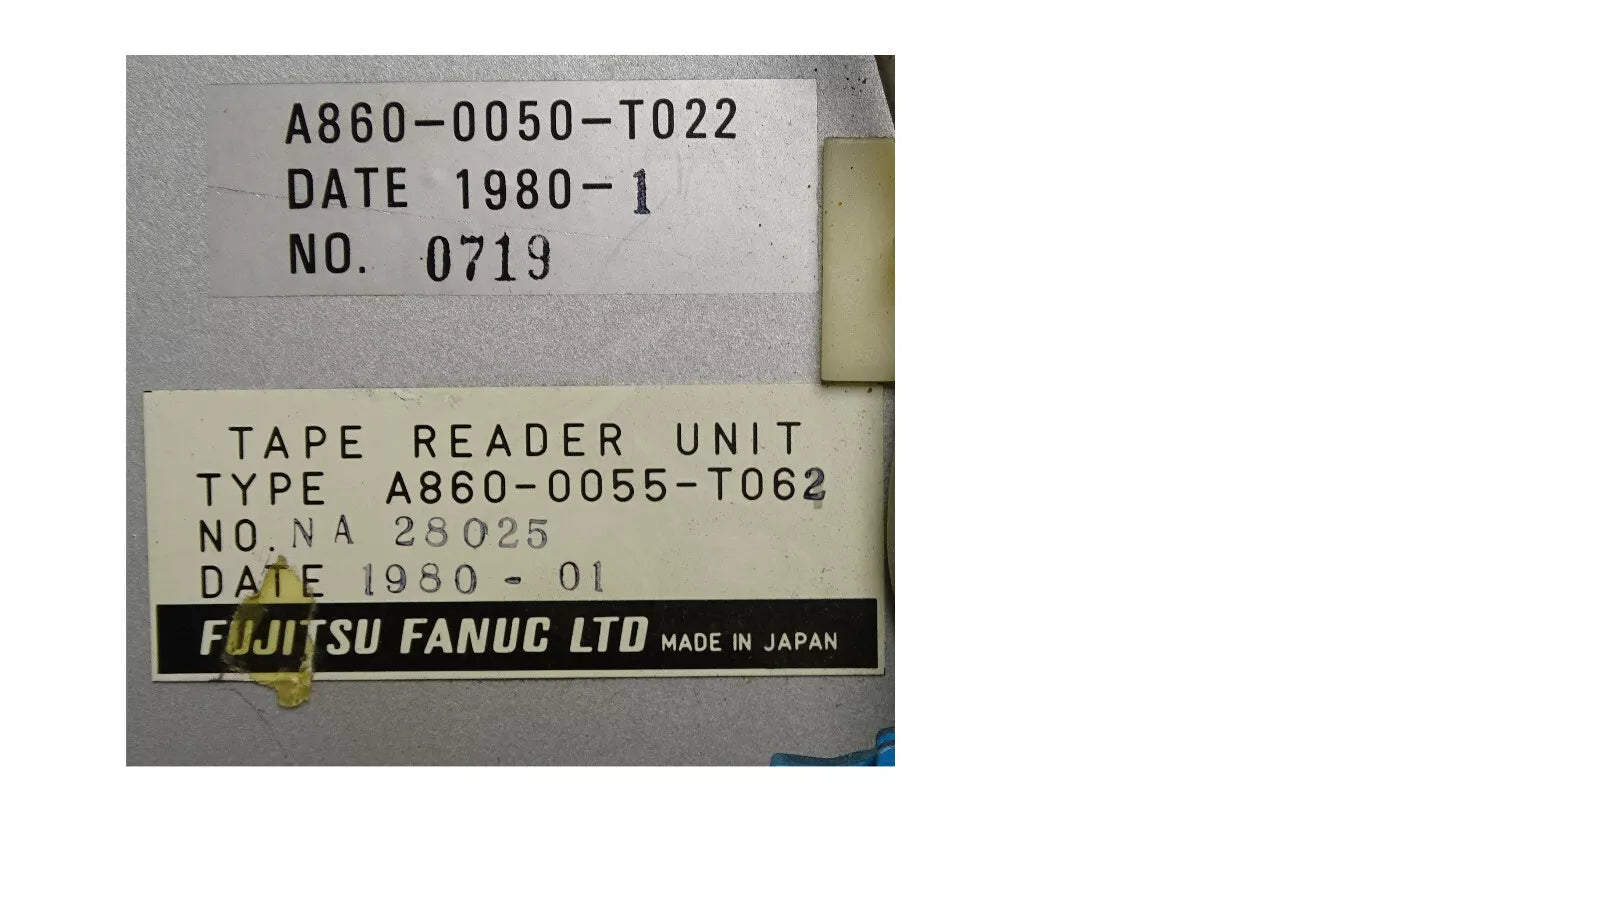 A860-0050-T022
DATE 1980-1
NO. 0719
TAPE READER UNIT
TYPE A860-0055-T062
NO. NA 28025
DATE 1980 - 01
FUJITSU FANUC LTD MADE IN JAPAN